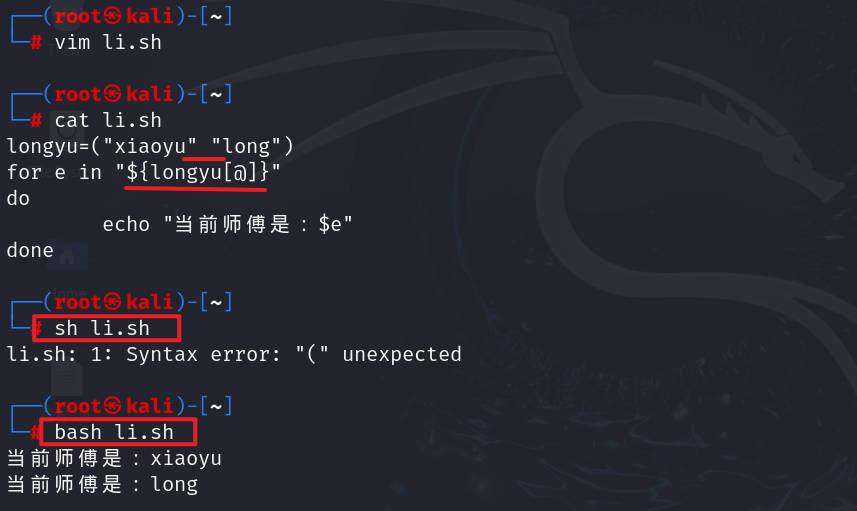 ┌──(root㉿kali)-[~]
└─# vim li.sh
┌──(root㉿kali)-[~]
└─# cat li.sh
longyu=("xiaoyu" "long")
for e in "${longyu[@]}"
do
        echo "当前师傅是：$e"
done
┌──(root㉿kali)-[~]
└─# sh li.sh
li.sh: 1: Syntax error: "(" unexpected
┌──(root㉿kali)-[~]
└─# bash li.sh
当前师傅是：xiaoyu
当前师傅是：long